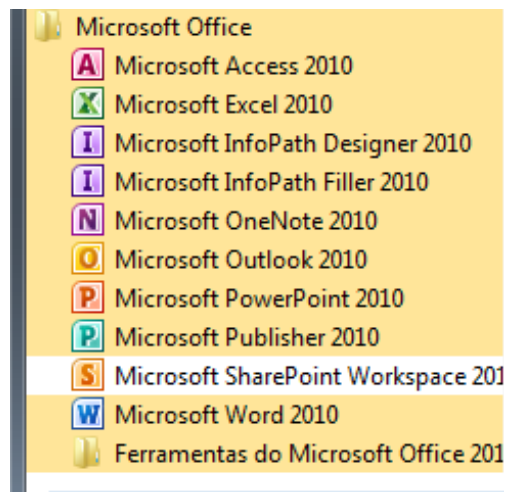 Microsoft Office
A Microsoft Access 2010
X Microsoft Excel 2010
I Microsoft InfoPath Designer 2010
I Microsoft InfoPath Filler 2010
N Microsoft OneNote 2010
O Microsoft Outlook 2010
P Microsoft PowerPoint 2010
P Microsoft Publisher 2010
S Microsoft SharePoint Workspace 201
W Microsoft Word 2010
Ferramentas do Microsoft Office 201